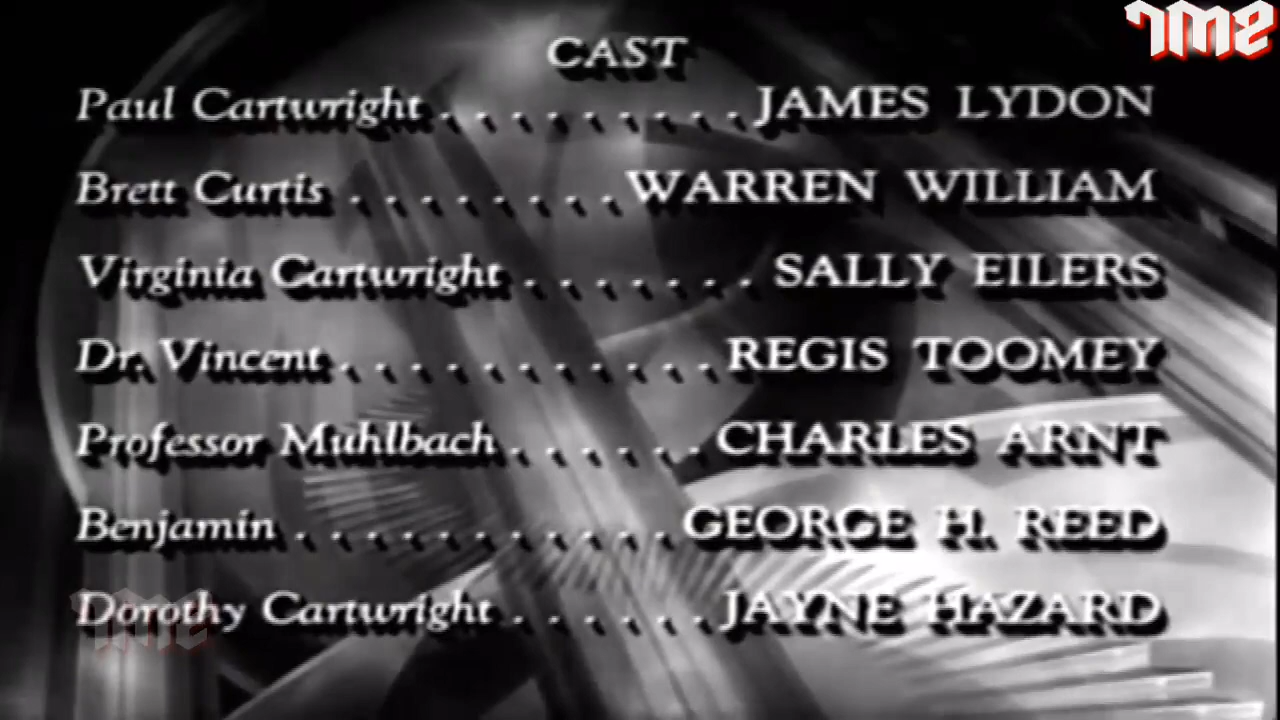 CAST
Paul Cartwright . . . . . . . . . JAMES LYDON
Brett Curtis . . . . . . . . WARREN WILLIAM
Virginia Cartwright . . . . . . . SALLY EILERS
Dr. Vincent . . . . . . . . . . . REGIS TOOMEY
Professor Muhlbach . . . . . . CHARLES ARNT
Benjamin . . . . . . . . . . . GEORGE H. REED
Dorothy Cartwright . . . . . . JAYNE HAZARD